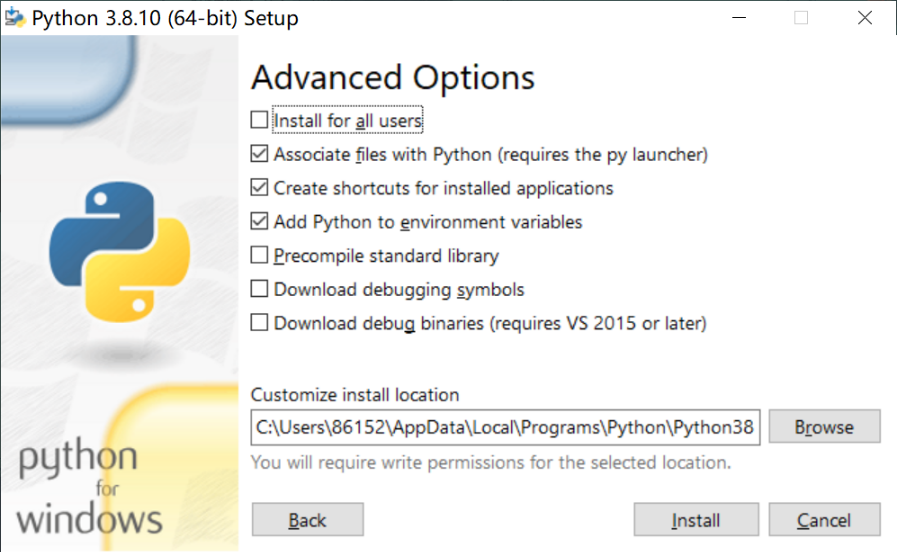 Python 3.8.10 (64-bit) Setup
Advanced Options
Install for all users
Associate files with Python (requires the py launcher)
Create shortcuts for installed applications
Add Python to environment variables
Precompile standard library
Download debugging symbols
Download debug binaries (requires VS 2015 or later)
Customize install location
C:\Users\86152\AppData\Local\Programs\Python\Python38
Browse
You will require write permissions for the selected location.
python
for
windows
Back
Install
Cancel